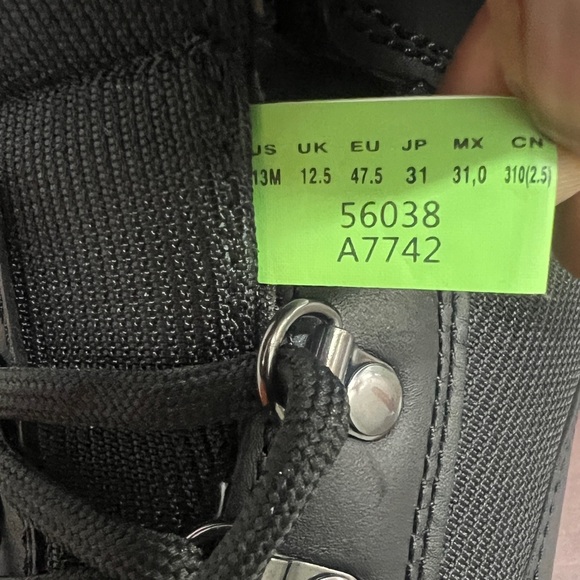 US UK EU JP MX CN
13M 12.5 47.5 31 31,0 310(2.5)
56038
A7742